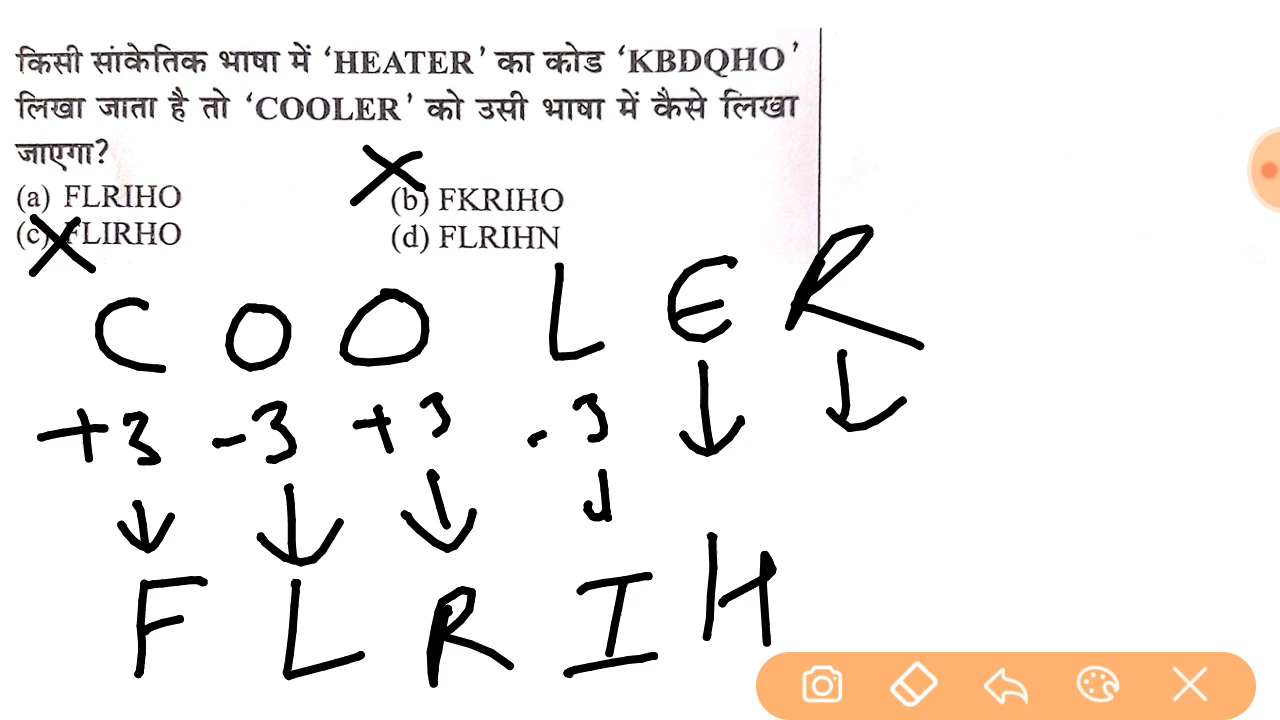 किसी सांकेतिक भाषा में ‘HEATER’ का कोड ‘KBDQHO’
लिखा जाता है तो ‘COOLER’ को उसी भाषा में कैसे लिखा
जाएगा?
(a) FLRIHO (b) FKRIHO
(c) FLIRHO (d) FLRIHN
C O O L E R
+3 -3 +3 -3
F L R I H